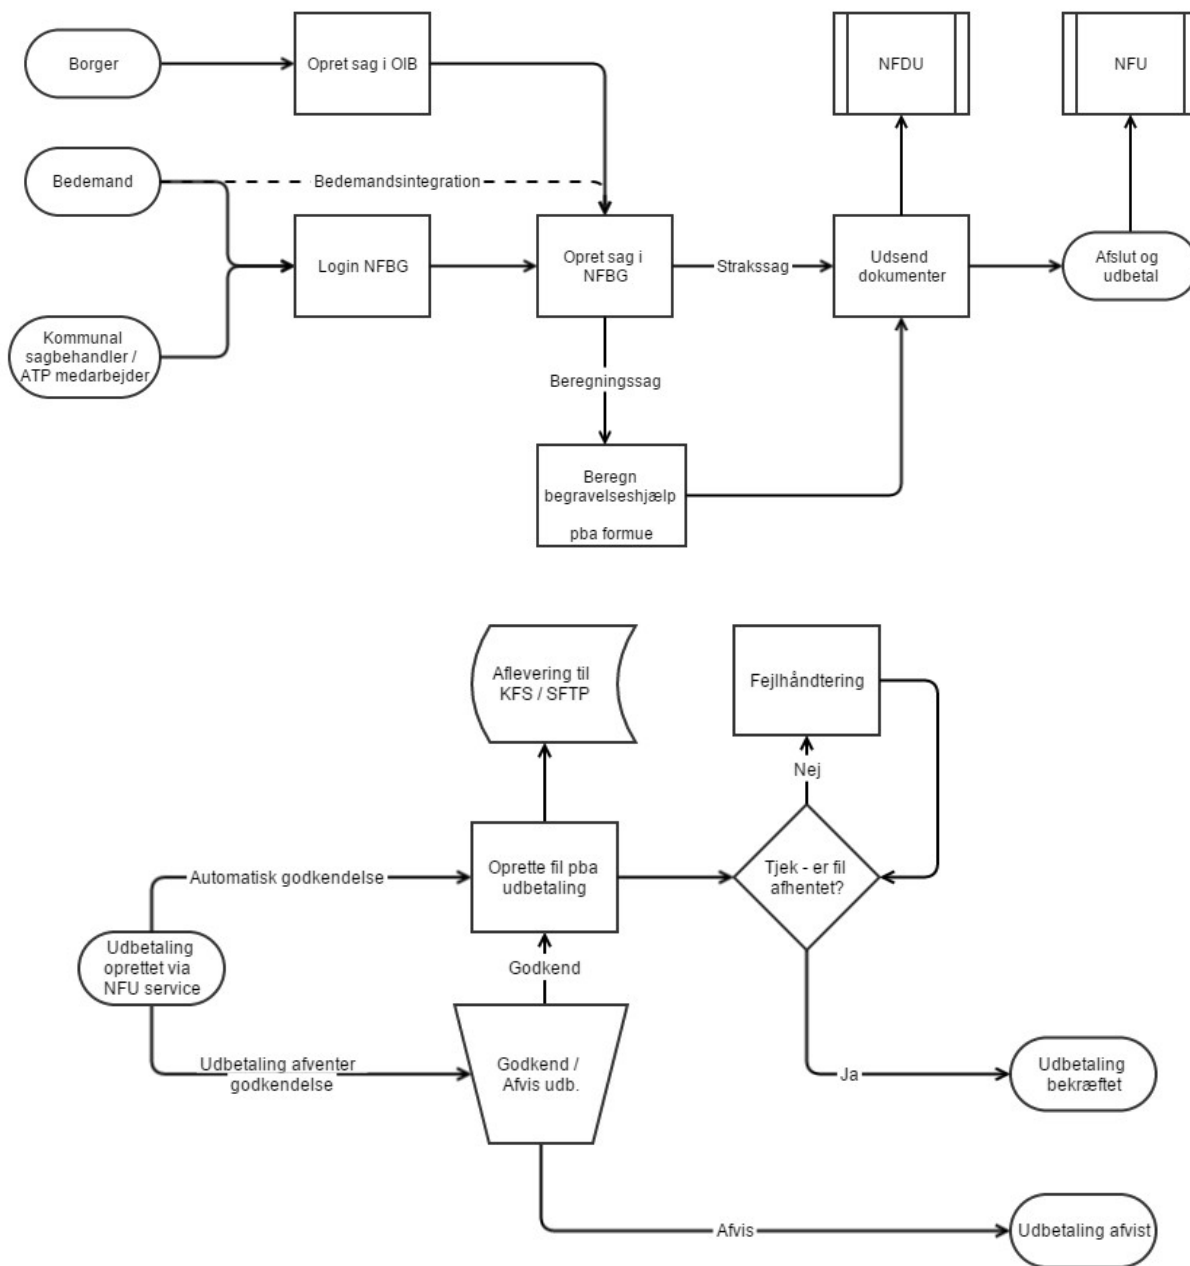 Borger
Opret sag i OIB
NFDU
NFU
Bedemand
Bedemandsintegration
Login NFBG
Opret sag i
NFBG
Strakssag
Udsend
dokumenter
Afslut og
udbetal
Kommunal
sagbehandler /
ATP medarbejder
Beregningssag
Beregn
begravelseshjælp
pba formue
Aflevering til
KFS / SFTP
Fejlhåndtering
Nej
Automatisk godkendelse
Oprette fil pba
udbetaling
Tjek - er fil
afhentet?
Udbetaling
oprettet via
NFU service
Godkend
Udbetaling afventer
godkendelse
Godkend /
Afvis udb.
Ja
Udbetaling
bekræftet
Afvis
Udbetaling afvist